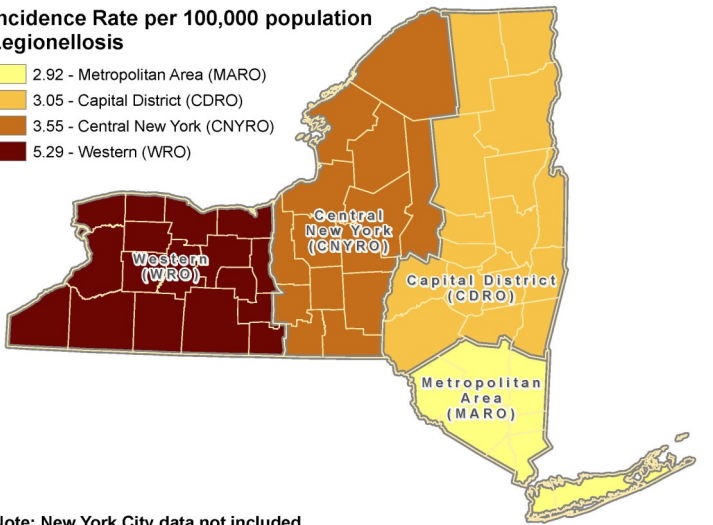 ncidence Rate per 100,000 population
Legionellosis
2.92 - Metropolitan Area (MARO)
3.05 - Capital District (CDRO)
3.55 - Central New York (CNYRO)
5.29 - Western (WRO)
Central
New York
(CNYRO)
Western
(WRO)
Capital District
(CDRO)
Metropolitan
Area
(MARO)
Note: New York City data not included